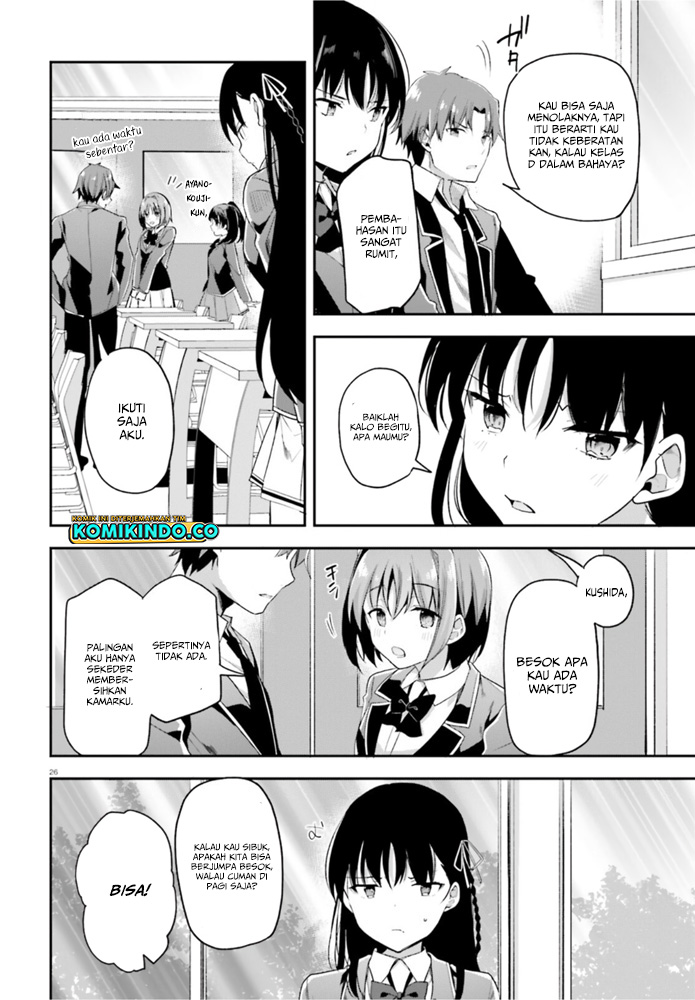 ガタ
KAU BISA SAJA
MENOLAKNYA, TAPI
ITU BERARTI KAU
TIDAK KEBERATAN
KAN, KALAU KELAS
D DALAM BAHAYA?
PEMBA-
HASAN ITU
SANGAT
RUMIT,
AYANO-
KOUJI-
KUN,
kau ada waktu
sebentar?
IKUTI
SAJA
AKU.
BAIKLAH
KALO BEGITU,
APA MAUMU?
KOMIK INI DITERJEMAHKAN TIM
KOMIKINDO.CO
KUSHIDA,
BESOK APA
KAU ADA
WAKTU?
SEPERTINYA
TIDAK ADA.
PALINGAN
AKU HANYA
SEKEDER
MEMBER-
SIHKAN
KAMARKU.
26
KALAU KAU SIBUK,
APAKAH KITA BISA
BERJUMPA BESOK,
WALAU CUMAN DI
PAGI SAJA?
BISA!